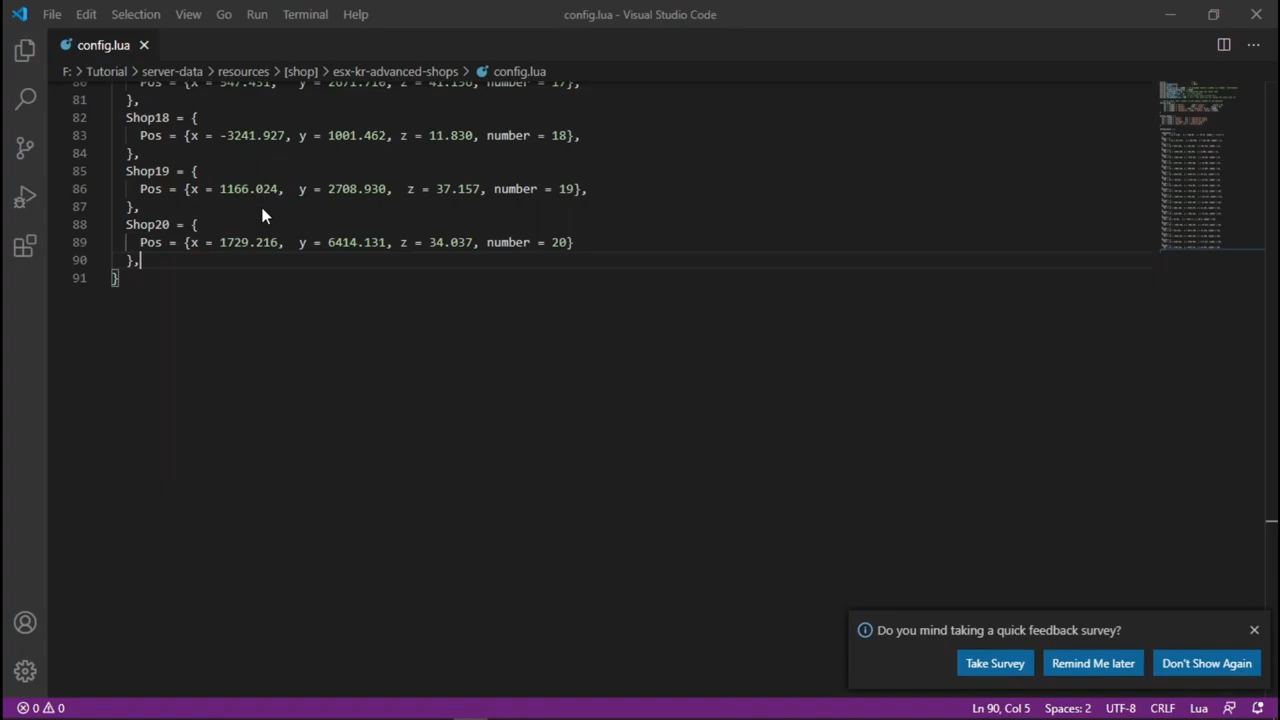 File Edit Selection View Go Run Terminal Help
config.lua - Visual Studio Code
config.lua
F: > Tutorial > server-data > resources > [shop] > esx-kr-advanced-shops > config.lua
80 Pos = {x = 547.431, y = 2671.710, z = 41.156, number = 17},
81 },
82 Shop18 = {
83 Pos = {x = -3241.927, y = 1001.462, z = 11.830, number = 18},
84 },
85 Shop19 = {
86 Pos = {x = 1166.024, y = 2708.930, z = 37.157, number = 19},
87 },
88 Shop20 = {
89 Pos = {x = 1729.216, y = 6414.131, z = 34.037, number = 20}
90 },
91 }
Do you mind taking a quick feedback survey?
Take Survey Remind Me later Don't Show Again
0 0 Ln 90, Col 5 Spaces: 2 UTF-8 CRLF Lua